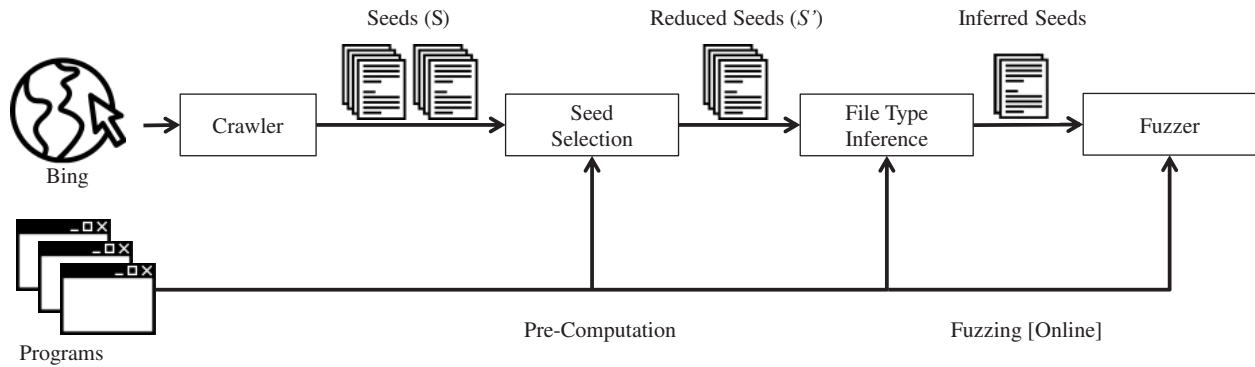 Seeds (S)
Reduced Seeds (S’)
Inferred Seeds
Crawler
Seed
Selection
File Type
Inference
Fuzzer
Bing
Programs
Pre-Computation
Fuzzing [Online]